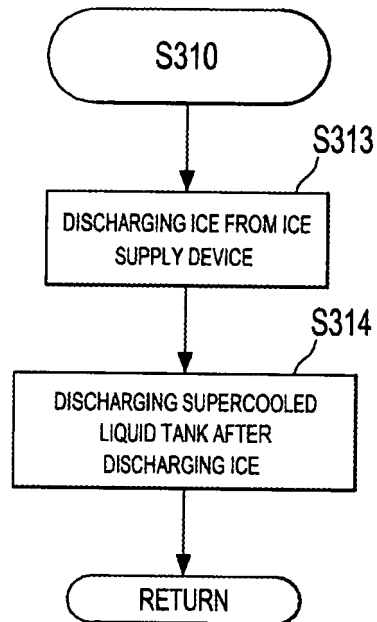 S310
S313
DISCHARGING ICE FROM ICE
SUPPLY DEVICE
S314
DISCHARGING SUPERCOOLED
LIQUID TANK AFTER
DISCHARGING ICE
RETURN